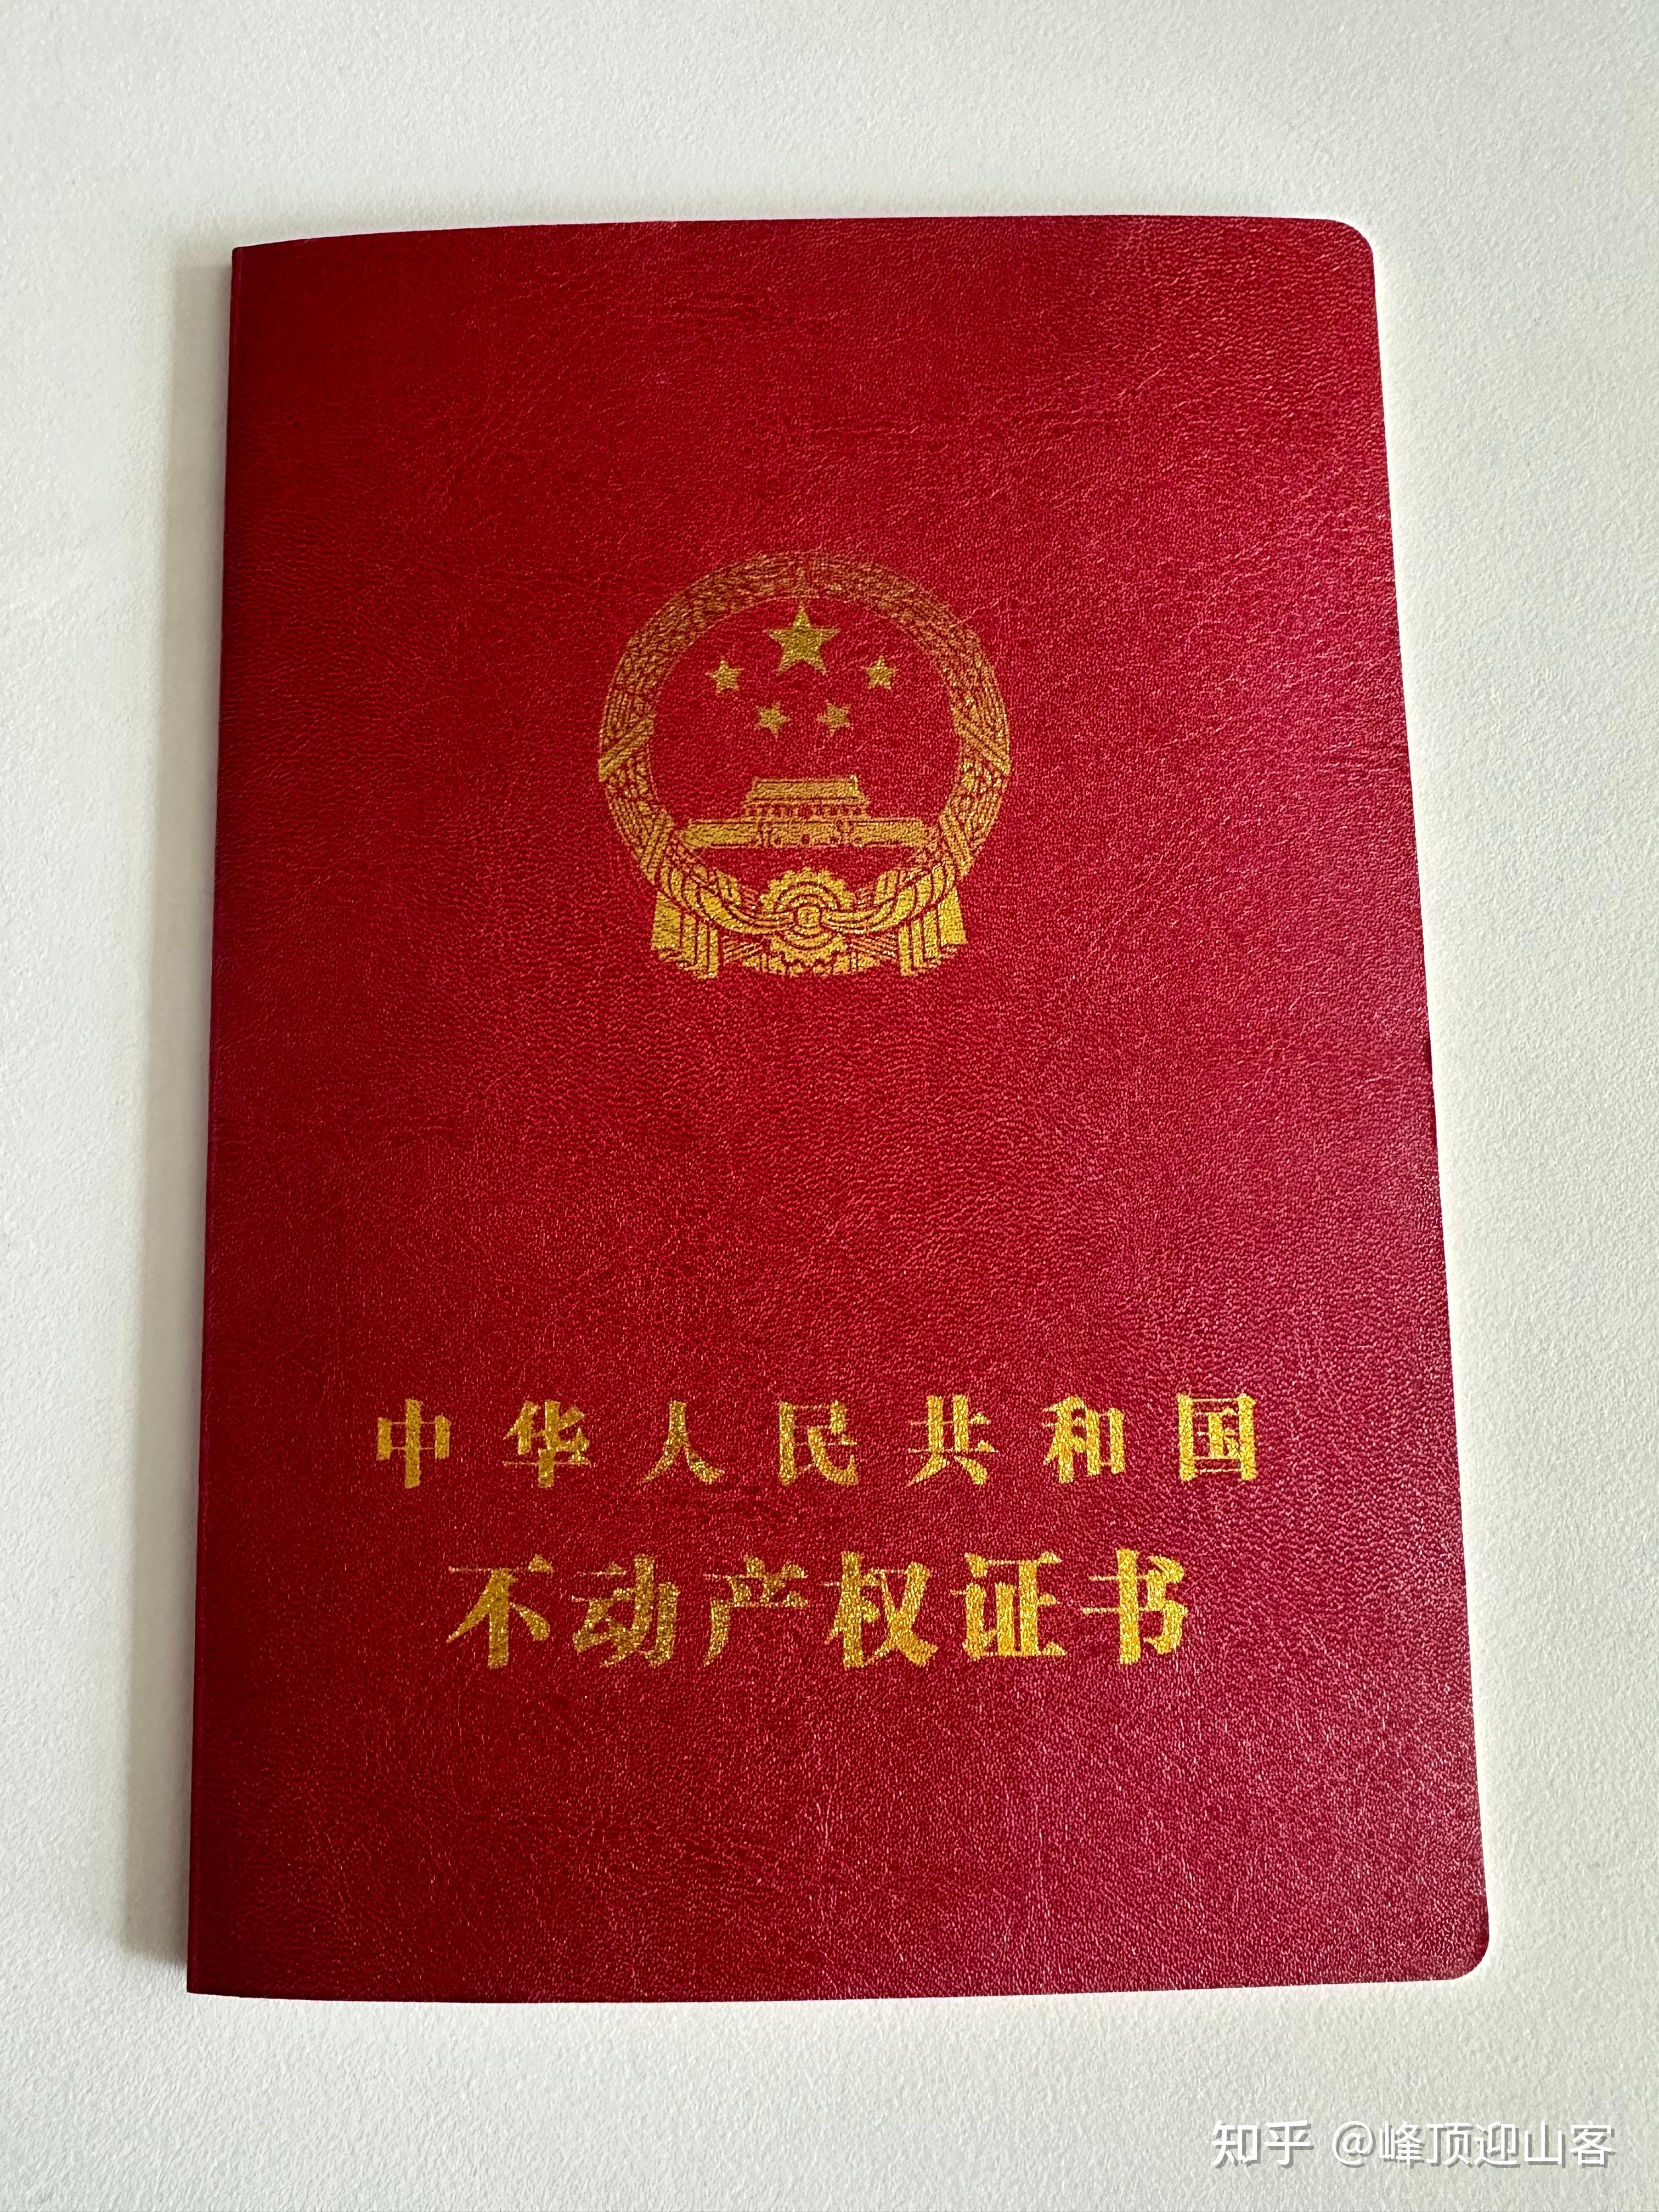 中华人民共和国
不动产权证书
知乎 @峰顶迎山客